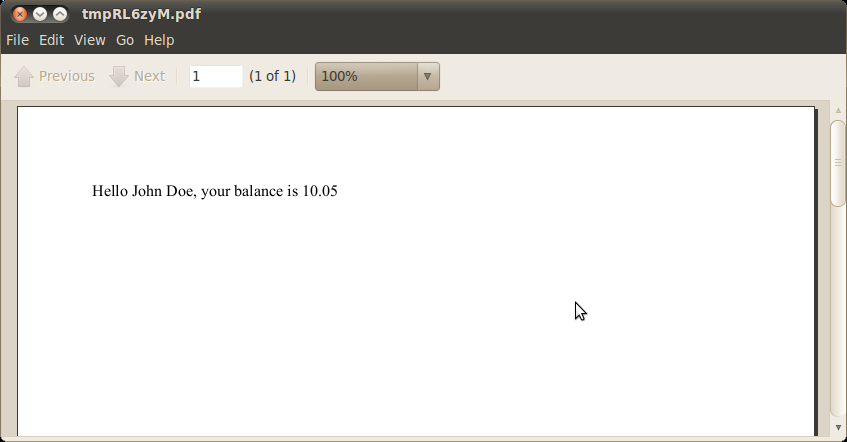 tmpRL6zyM.pdf
File Edit View Go Help
Previous Next 1 (1 of 1) 100%
Hello John Doe, your balance is 10.05